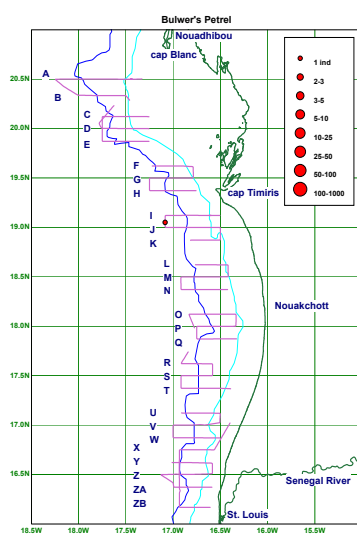 Bulwer's Petrel
Nouadhibou
cap Blanc
1 ind
2-3
3-5
5-10
10-25
25-50
50-100
100-1000
20.5N
20.0N
19.5N
19.0N
18.5N
18.0N
17.5N
17.0N
16.5N
A
B
C
D
E
F
G
H
cap Timiris
I
J
K
L
M
N
Nouakchott
O
P
Q
R
S
T
U
V
W
X
Y
Z
ZA
ZB
Senegal River
St. Louis
18.5W
18.0W
17.0W
16.5W
16.0W
15.5W